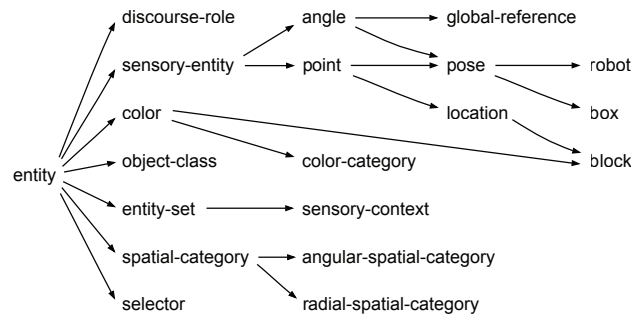 discourse-role angle global-reference
sensory-entity point pose robot
color location box
entity object-class color-category block
entity-set sensory-context
spatial-category angular-spatial-category
selector radial-spatial-category